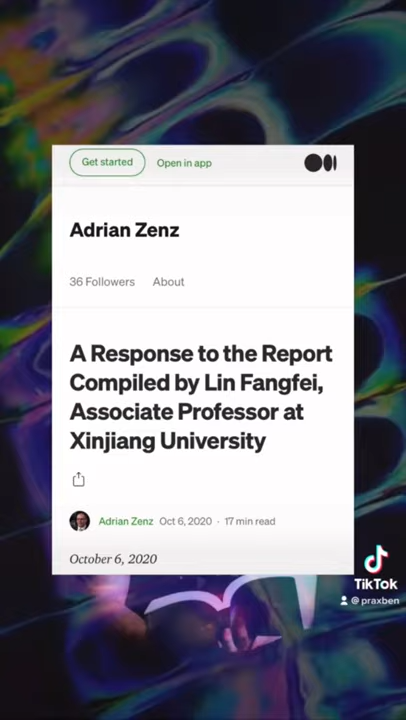 Get started Open in app
Adrian Zenz
36 Followers About
A Response to the Report
Compiled by Lin Fangfei,
Associate Professor at
Xinjiang University
Adrian Zenz Oct 6, 2020 · 17 min read
October 6, 2020
TikTok
@praxben